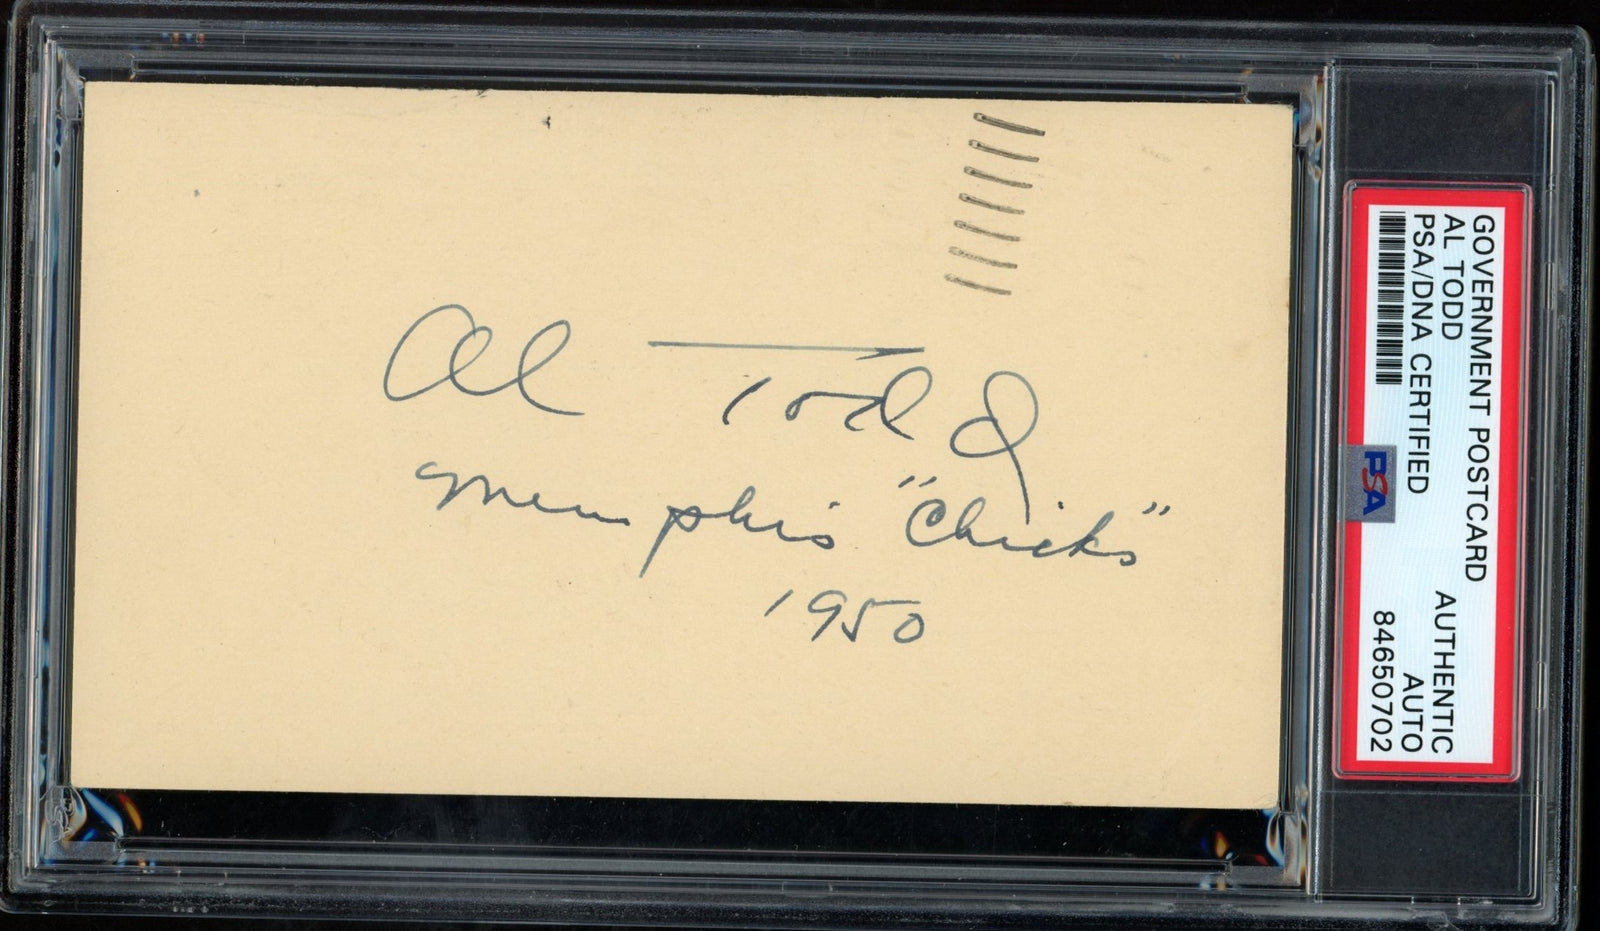 Al Todd
Memphis "Chicks"
1950
GOVERNMENT POSTCARD
AL TODD
PSA/DNA CERTIFIED
AUTHENTIC
AUTO
84650702
PSA